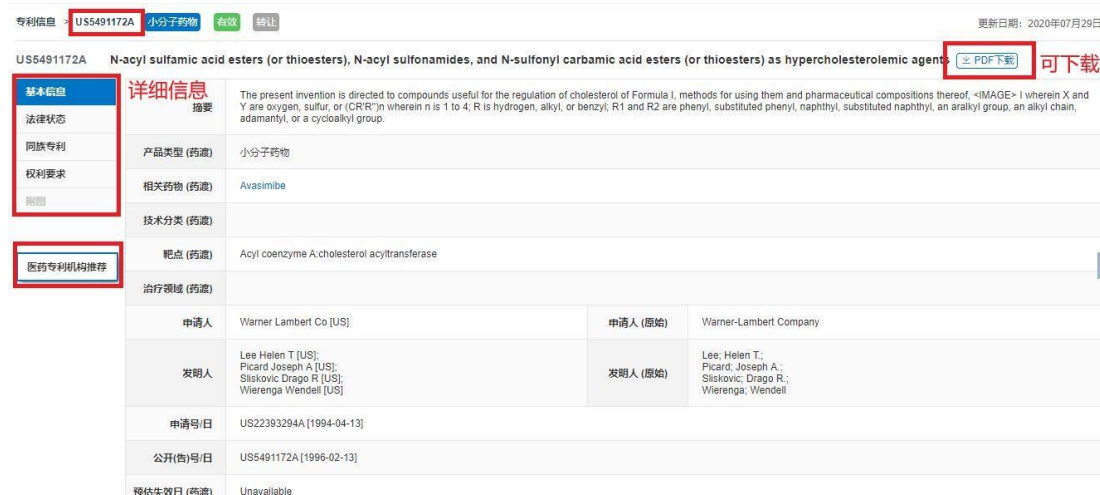 专利信息 > US5491172A 小分子药物 有效 转让 更新日期: 2020年07月29日
US5491172A N-acyl sulfamic acid esters (or thioesters), N-acyl sulfonamides, and N-sulfonyl carbamic acid esters (or thioesters) as hypercholesterolemic agents PDF下载 可下载
基本信息
法律状态
同族专利
权利要求
附图
医药专利机构推荐
详细信息
摘要 The present invention is directed to compounds useful for the regulation of cholesterol of Formula I, methods for using them and pharmaceutical compositions thereof, <IMAGE> I wherein X and
Y are oxygen, sulfur, or (CR'R")n wherein n is 1 to 4; R is hydrogen, alkyl, or benzyl; R1 and R2 are phenyl, substituted phenyl, naphthyl, substituted naphthyl, an aralkyl group, an alkyl chain,
adamantyl, or a cycloalkyl group.
产品类型 (药渡) 小分子药物
相关药物 (药渡) Avasimibe
技术分类 (药渡)
靶点 (药渡) Acyl coenzyme A:cholesterol acyltransferase
治疗领域 (药渡)
申请人 Warner Lambert Co [US] 申请人 (原始) Warner-Lambert Company
发明人 Lee Helen T [US];
Picard Joseph A [US];
Sliskovic Drago R [US];
Wierenga Wendell [US]
发明人 (原始) Lee; Helen T.;
Picard; Joseph A.;
Sliskovic; Drago R.;
Wierenga; Wendell
申请号/日 US22393294A [1994-04-13]
公开(告)号/日 US5491172A [1996-02-13]
预估失效日 (药渡) Unavailable